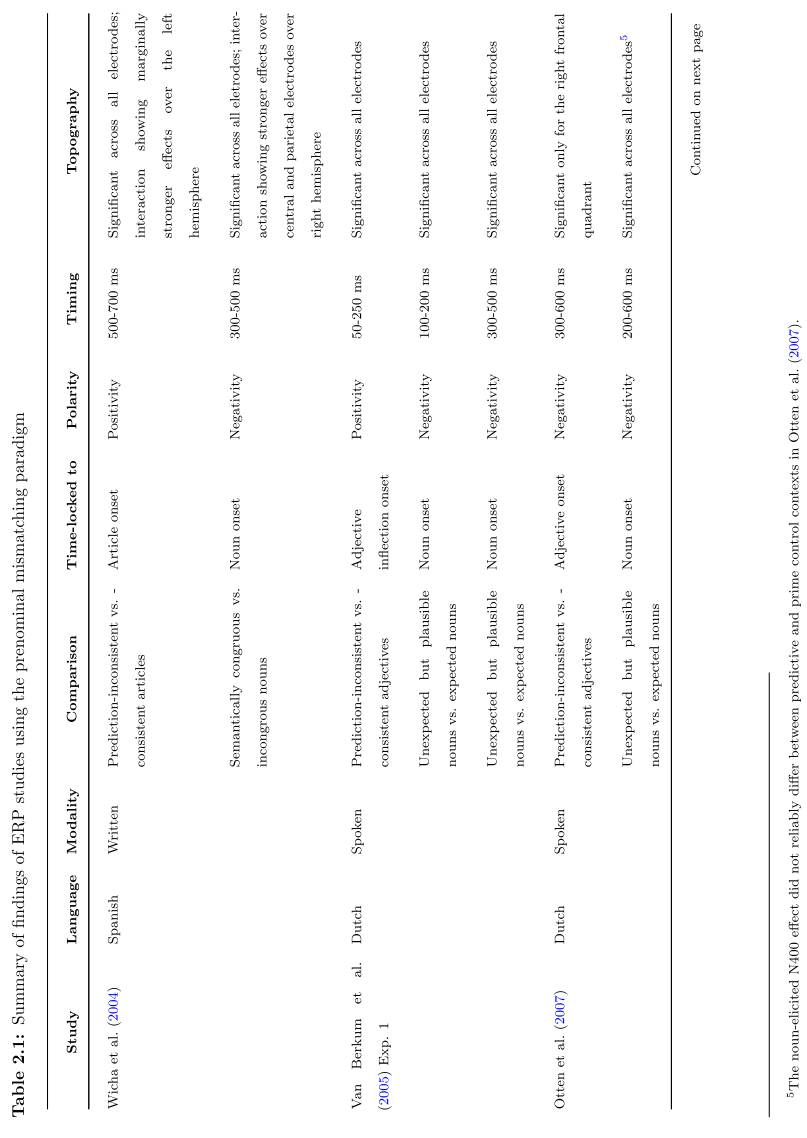 Table 2.1: Summary of findings of ERP studies using the prenominal mismatching paradigm
Study Language Modality Comparison Time-locked to Polarity Timing Topography
Wicha et al. (2004) Spanish Written Prediction-inconsistent vs. - Article onset Positivity 500-700 ms Significant across all electrodes;
consistent articles interaction showing marginally
stronger effects over the left
hemisphere
Semantically congruous vs. Noun onset Negativity 300-500 ms Significant across all eletrodes; inter-
incongrous nouns action showing stronger effects over
central and parietal electrodes over
right hemisphere
Van Berkum et al. Dutch Spoken Prediction-inconsistent vs. - Adjective Positivity 50-250 ms Significant across all electrodes
(2005) Exp. 1 consistent adjectives inflection onset
Unexpected but plausible Noun onset Negativity 100-200 ms Significant across all electrodes
nouns vs. expected nouns
Unexpected but plausible Noun onset Negativity 300-500 ms Significant across all electrodes
nouns vs. expected nouns
Otten et al. (2007) Dutch Spoken Prediction-inconsistent vs. - Adjective onset Negativity 300-600 ms Significant only for the right frontal
consistent adjectives quadrant
Unexpected but plausible Noun onset Negativity 200-600 ms Significant across all electrodes5
nouns vs. expected nouns
Continued on next page
5The noun-elicited N400 effect did not reliably differ between predictive and prime control contexts in Otten et al. (2007).